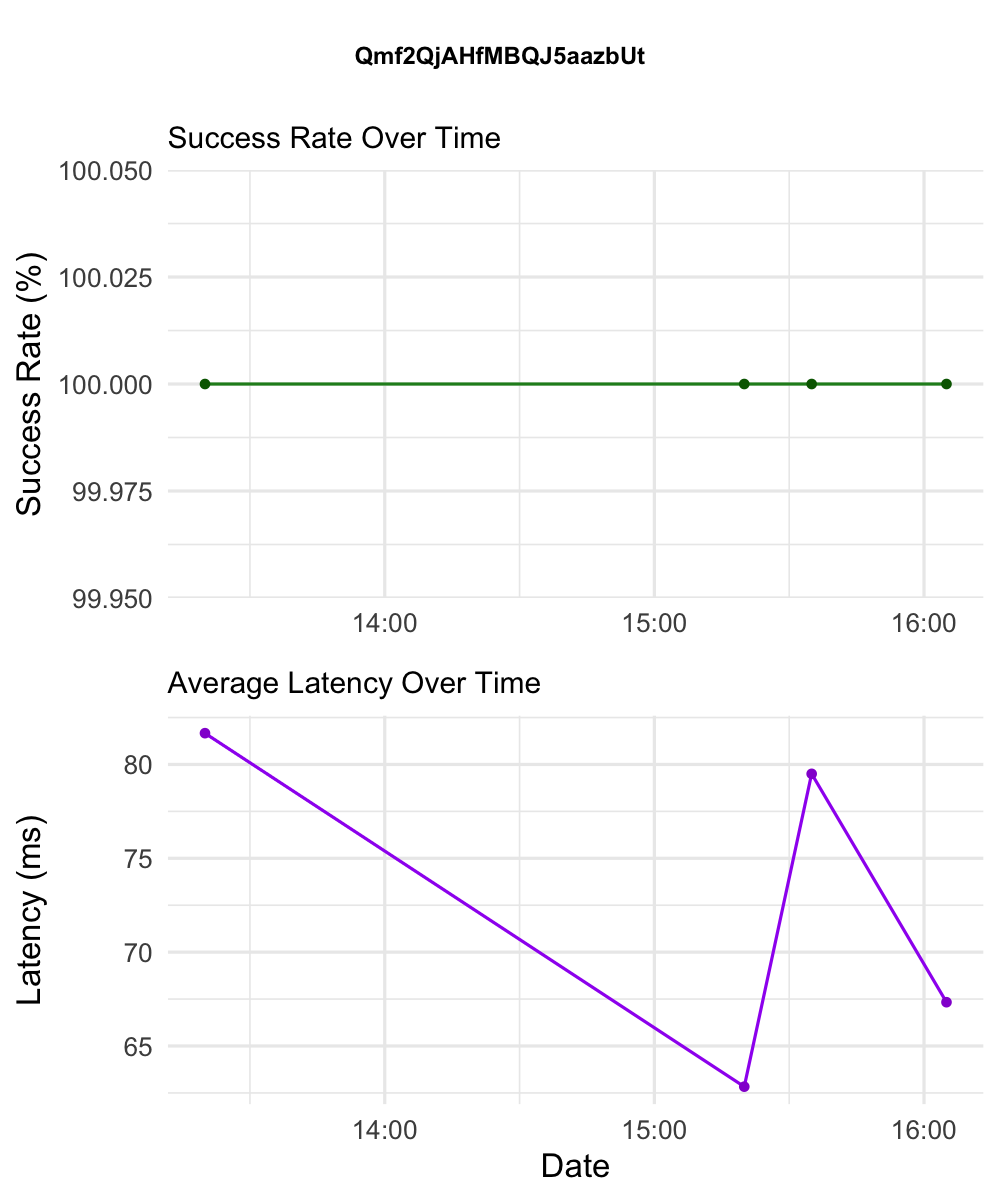 Qmf2QjAHfMBQJ5aazbUt
Success Rate Over Time
Success Rate (%)
100.050
100.025
100.000
99.975
99.950
14:00 15:00 16:00
Average Latency Over Time
Latency (ms)
80
75
70
65
14:00 15:00 16:00
Date